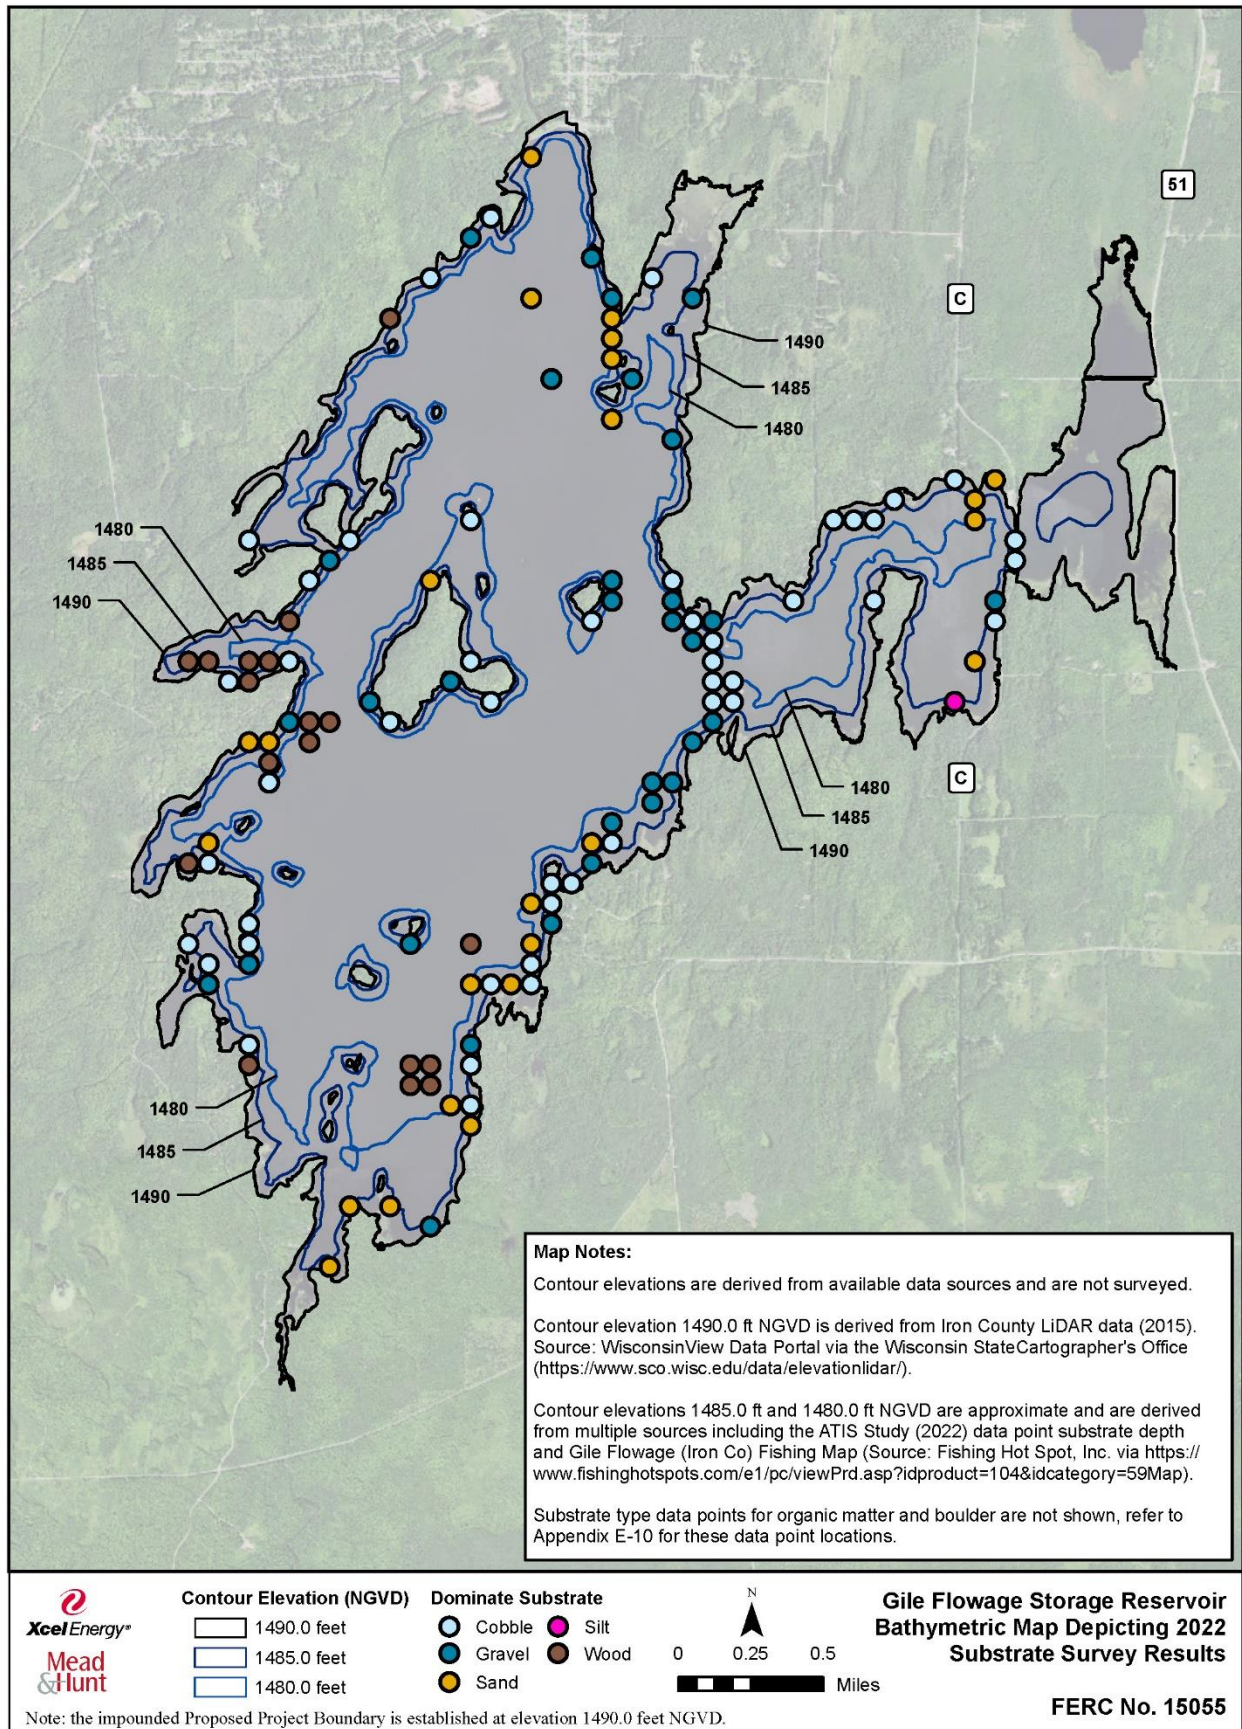 51
C
1490
1485
1480
1480
1485
1490
1480
1485
1490
C
1480
1485
1490
Map Notes:
Contour elevations are derived from available data sources and are not surveyed.
Contour elevation 1490.0 ft NGVD is derived from Iron County LiDAR data (2015).
Source: WisconsinView Data Portal via the Wisconsin StateCartographer's Office
(https://www.sco.wisc.edu/data/elevationlidar/).
Contour elevations 1485.0 ft and 1480.0 ft NGVD are approximate and are derived
from multiple sources including the ATIS Study (2022) data point substrate depth
and Gile Flowage (Iron Co) Fishing Map (Source: Fishing Hot Spot, Inc. via https://
www.fishinghotspots.com/e1/pc/viewPrd.asp?idproduct=104&idcategory=59Map).
Substrate type data points for organic matter and boulder are not shown, refer to
Appendix E-10 for these data point locations.
Xcel Energy®
Mead
&Hunt
Contour Elevation (NGVD)
1490.0 feet
1485.0 feet
1480.0 feet
Dominate Substrate
Cobble
Gravel
Sand
Silt
Wood
N
0 0.5
Miles
Gile Flowage Storage Reservoir
Bathymetric Map Depicting 2022
Substrate Survey Results
FERC No. 15055
Note: the impounded Proposed Project Boundary is established at elevation 1490.0 feet NGVD.